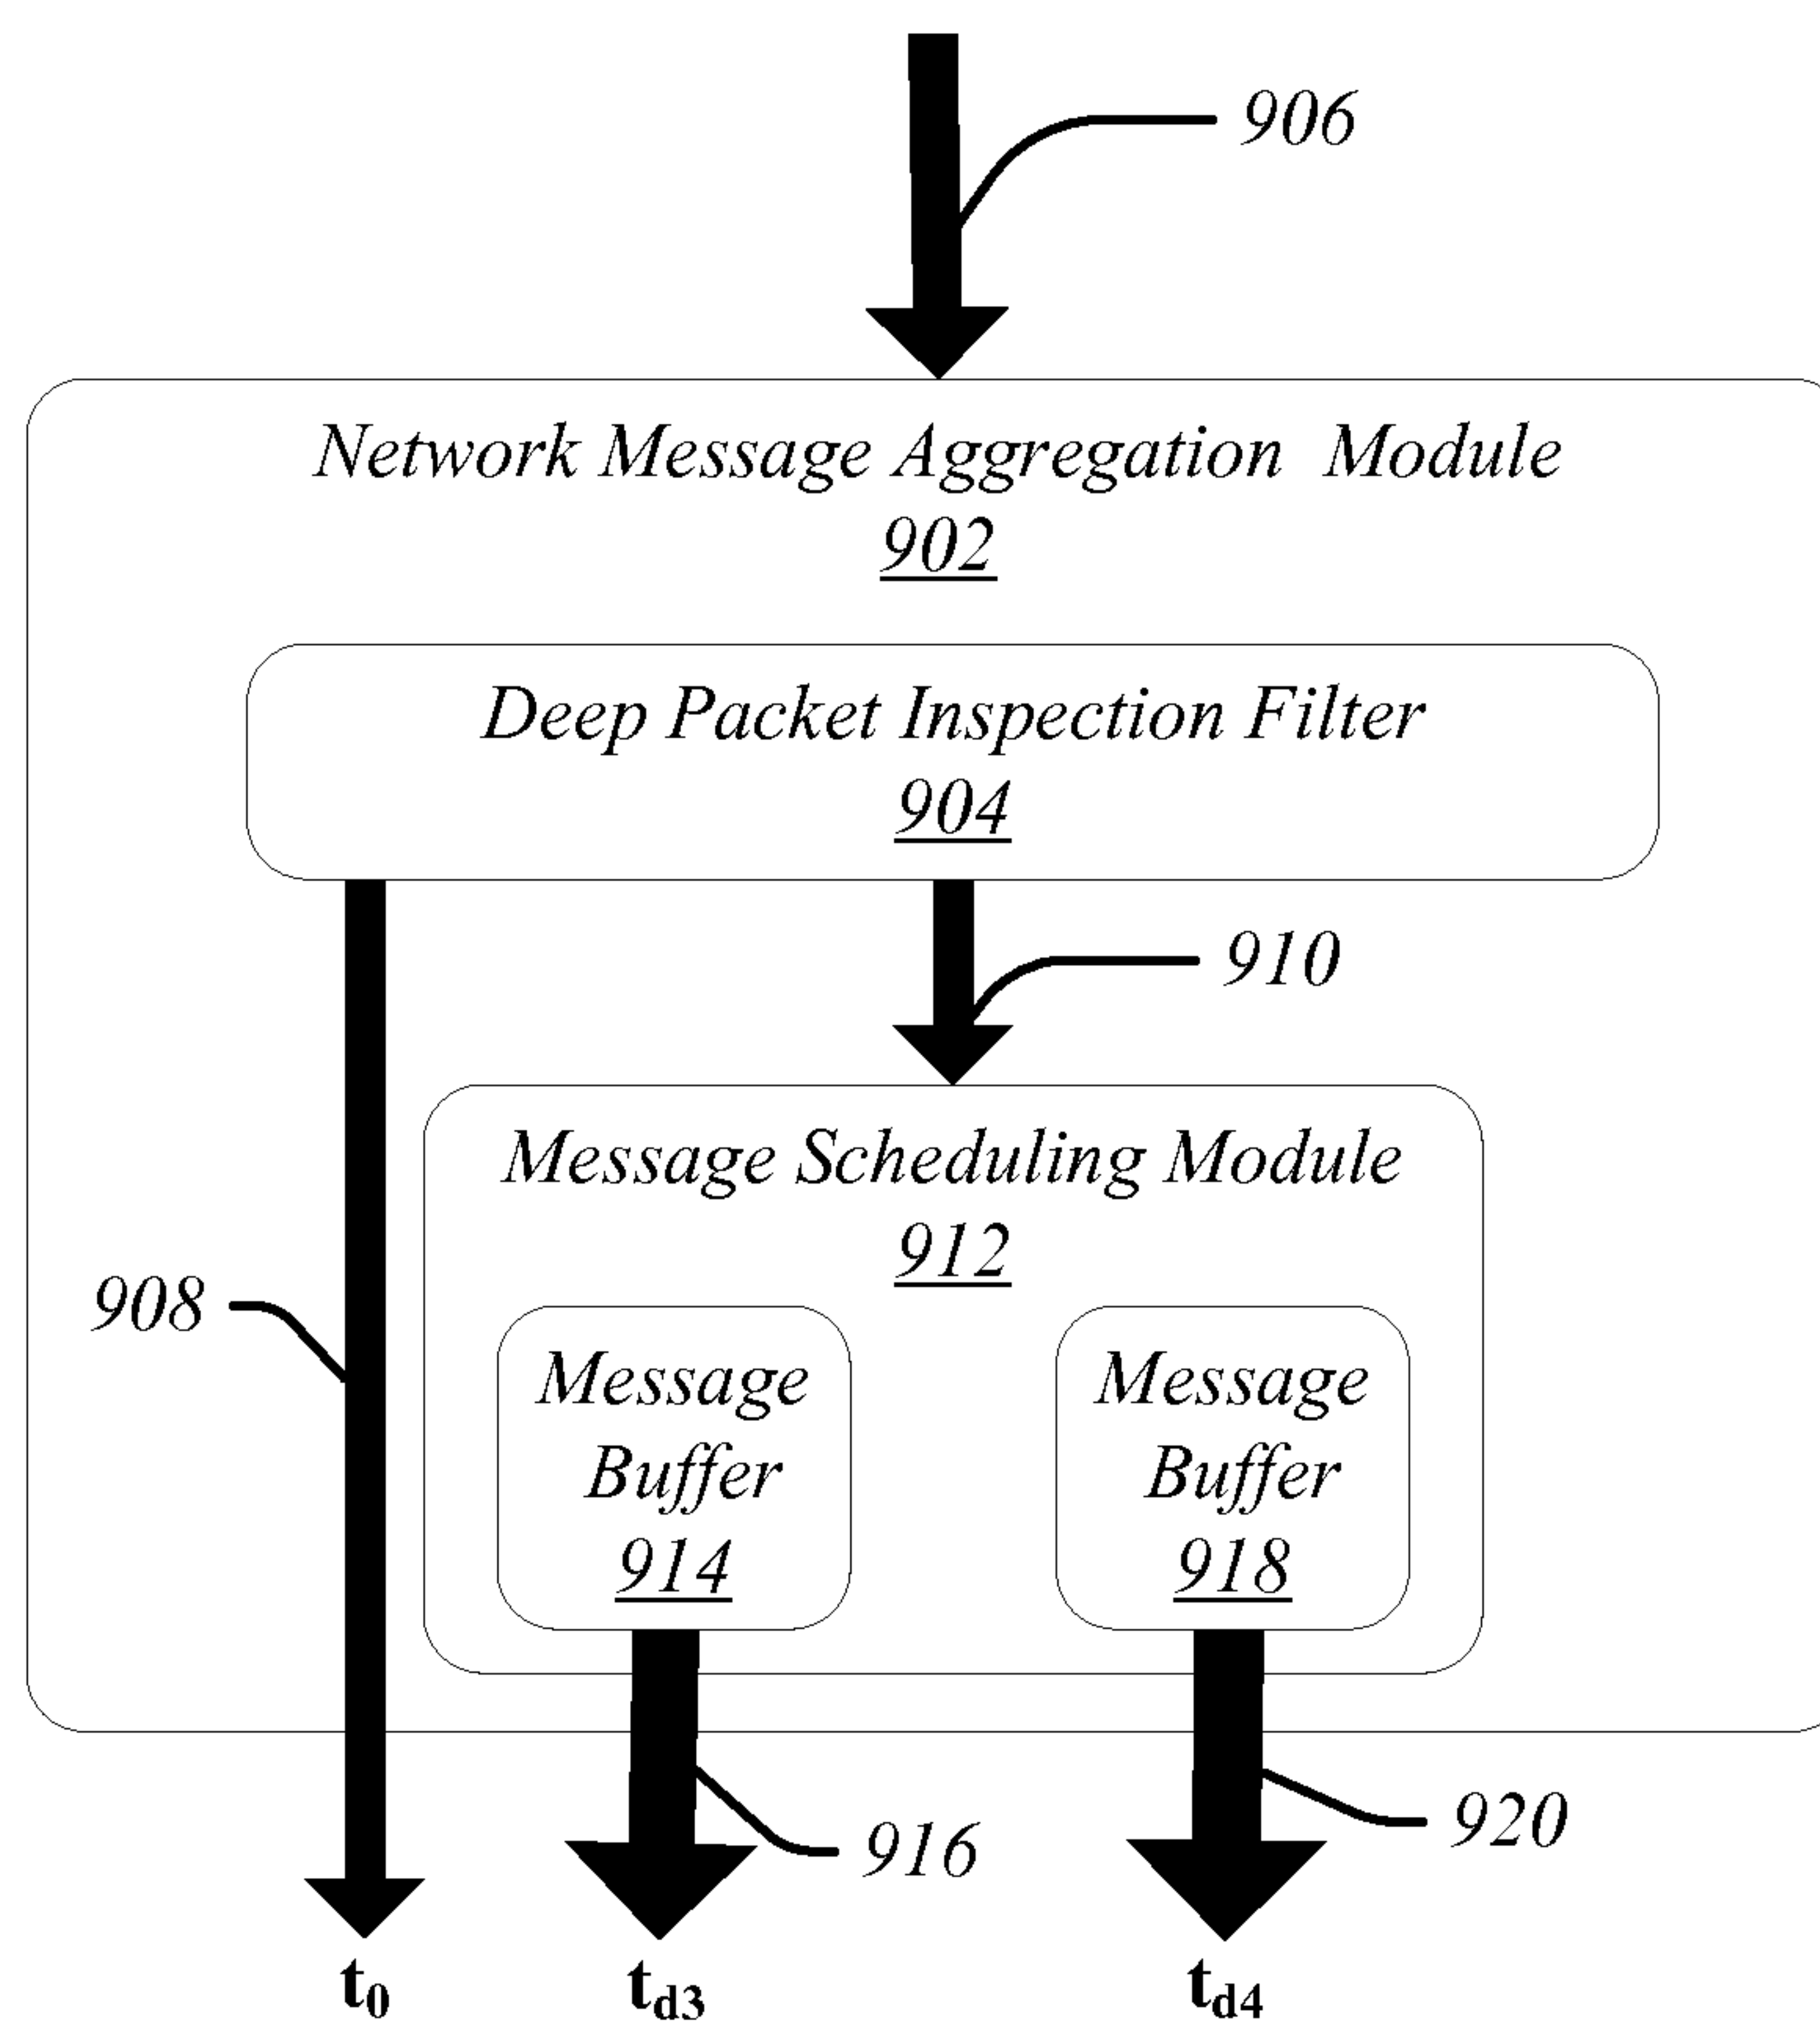 906
Network Message Aggregation Module
902
Deep Packet Inspection Filter
904
910
Message Scheduling Module
912
908
Message
Buffer
914
Message
Buffer
918
916
920
t0
td3
td4